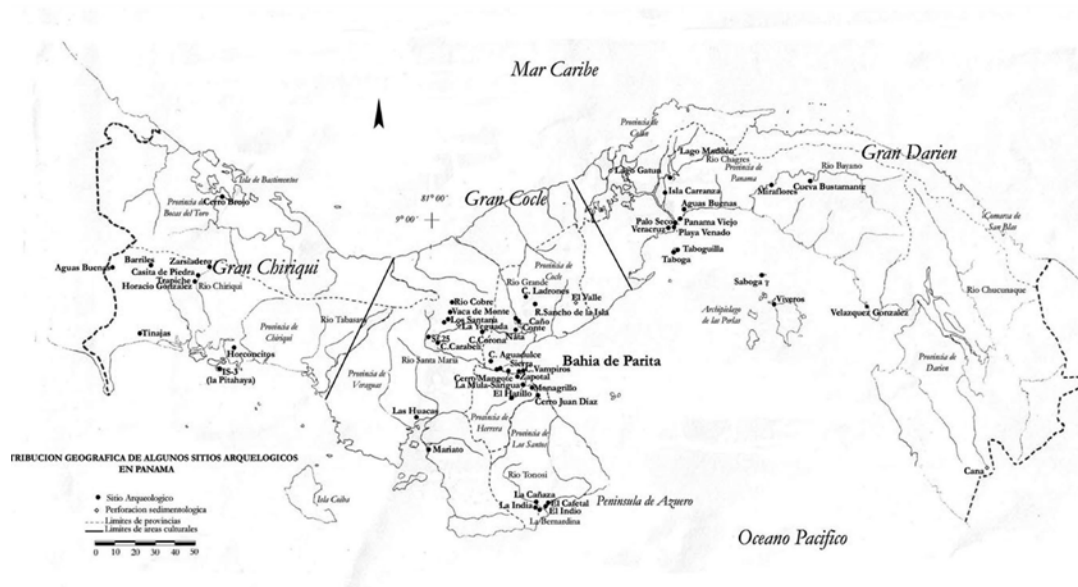 Mar Caribe
Provincia de Colon
Lago Madden
Rio Chagres
Gran Darien
Lago Gatun
Provincia de Panama
Rio Bayano
Isla de Bastimentos
Isla Carranza
Miraflores
Cueva Bustamante
Provincia de Bocas del Toro
Cerro Brujo
81° 00'
Gran Cocle
Aguas Buenas
9° 00'
Palo Seco
Panama Viejo
Comarca de San Blas
Veracruz
Playa Venado
Taboguilla
Taboga
Barriles
Zarsiadero
Aguas Buenas
Casita de Piedra
Gran Chiriqui
Trapiche
Horacio Gonzalez
Rio Chiriqui
Provincia de Cocle
Rio Grande
Saboga
C. Ladrones
El Valle
Rio Chucunaque
Rio Cobre
R.Sancho de la Isla
Viveros
Vaca de Monte
Archipielago de las Perlas
Velazquez Gonzalez
Rio Tabasara
Los Santana
Caño
La Yeguada
Conte
Tinajas
Provincia de Chiriqui
Nata
SF25
C.Corona
C.Carabeli
Horconcitos
C. Aguadulce
Bahia de Parita
Rio Santa Maria
Sierra
C. Vampiros
IS-3
(la Pitahaya)
Provincia de Veraguas
Cerro Mangote
Zapotal
Provincia de Darien
La Mula-Sarigua
Monagrillo
El Hatillo
Cerro Juan Díaz
Las Huacas
Provincia de Herrera
Provincia de Los Santos
Mariato
TRIBUCION GEOGRAFICA DE ALGUNOS SITIOS ARQUELOGICOS
EN PANAMA
Cana
Rio Tonosi
Isla Coiba
La Cañaza
El Cafetal
Peninsula de Azuero
La India
El Indio
La Bernardina
Sitio Arqueologico
Perforacion sedimentologica
Limites de provincias
Limites de áreas culturales
Oceano Pacifico
0 10 20 30 40 50